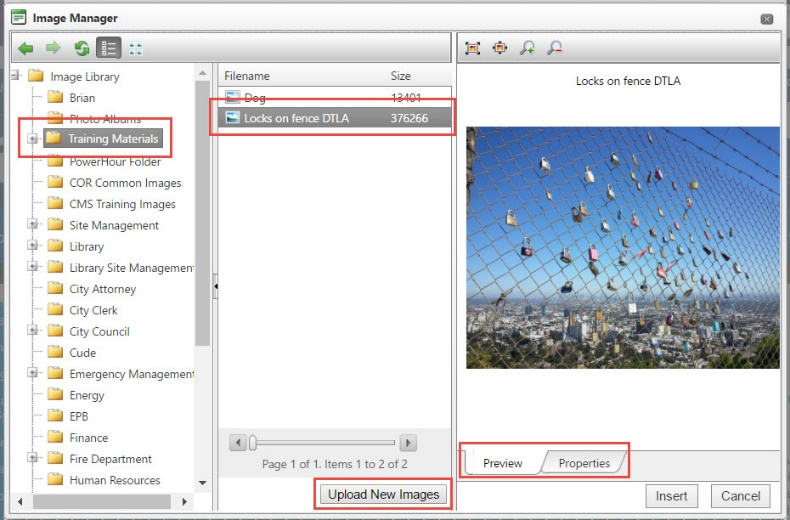 Image Manager
Image Library
Brian
Photo Albums
Training Materials
PowerHour Folder
COR Common Images
CMS Training Images
Site Management
Library
Library Site Management
City Attorney
City Clerk
City Council
Cude
Emergency Management
Energy
EPB
Finance
Fire Department
Human Resources
Filename Size
Dog 13401
Locks on fence DTLA 376266
Page 1 of 1. Items 1 to 2 of 2
Upload New Images
Locks on fence DTLA
Preview Properties
Insert Cancel